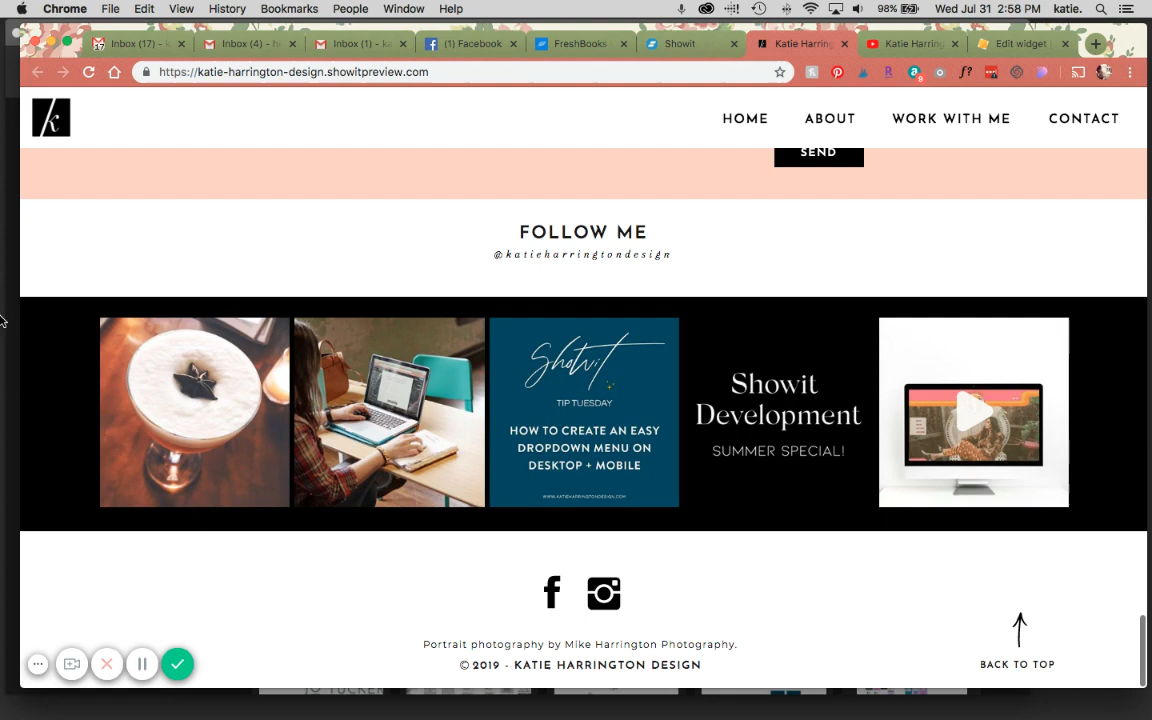 Chrome File Edit View History Bookmarks People Window Help 98% Wed Jul 31 2:58 PM katie.
17 Inbox (17) - Inbox (4) - h Inbox (1) - ka (1) Facebook FreshBooks Showit Katie Harring Katie Harring Edit widget
https://katie-harrington-design.showitpreview.com
k HOME ABOUT WORK WITH ME CONTACT
SEND
FOLLOW ME
@katieharringtondesign
Showit
TIP TUESDAY
HOW TO CREATE AN EASY
DROPDOWN MENU ON
DESKTOP + MOBILE
WWW.KATIEHARRINGTONDESIGN.COM
Showit
Development
SUMMER SPECIAL!
Portrait photography by Mike Harrington Photography.
©2019 - KATIE HARRINGTON DESIGN
BACK TO TOP